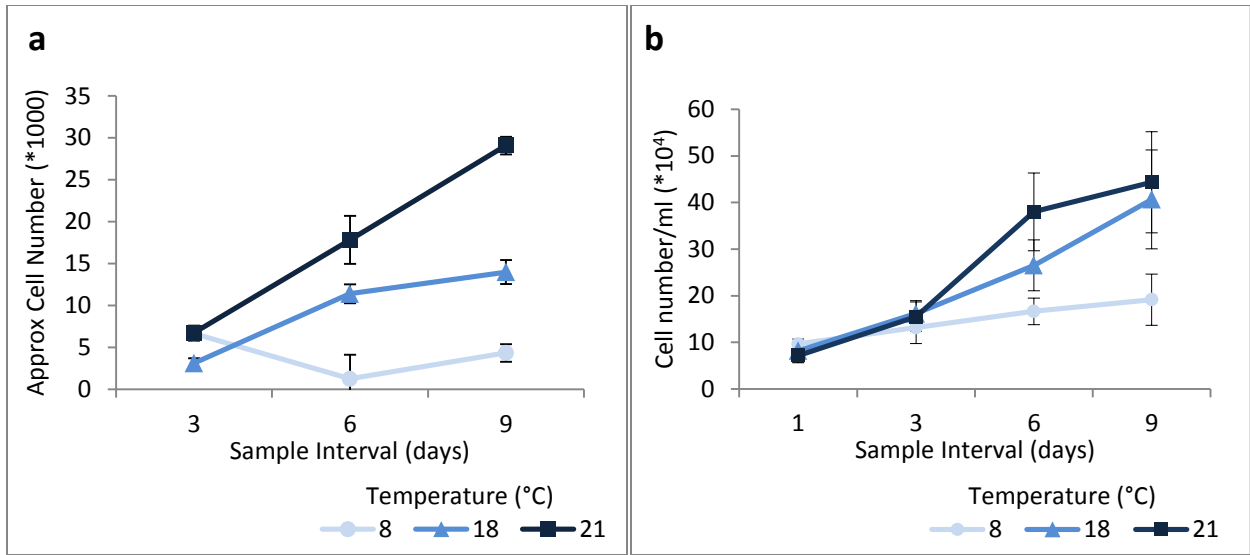 a
Approx Cell Number (*1000)
35
30
25
20
15
10
5
0
3 6 9
Sample Interval (days)
Temperature (°C)
8 18 21
b
Cell number/ml (*10⁴)
60
50
40
30
20
10
0
1 3 6 9
Sample Interval (days)
Temperature (°C)
8 18 21